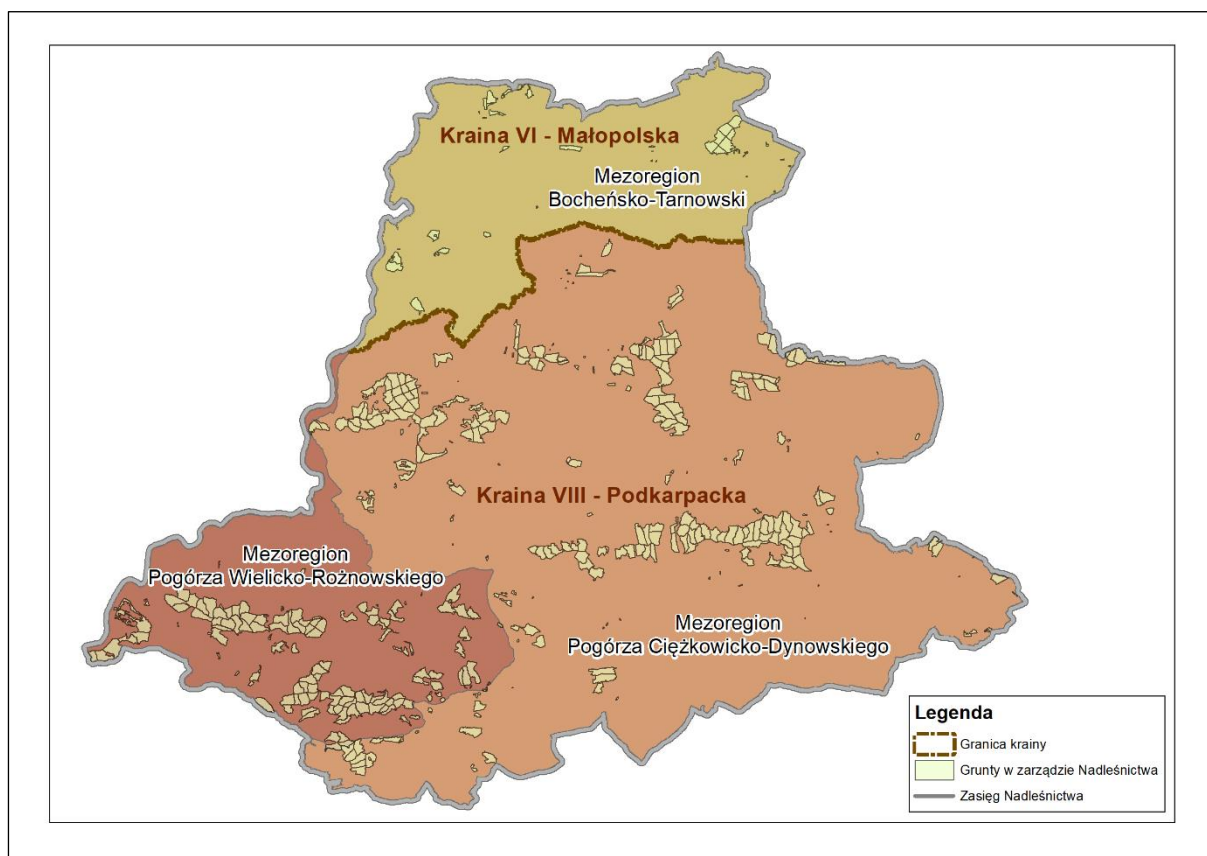 Kraina VI - Małopolska
Mezoregion
Bocheńsko-Tarnowski
Kraina VIII - Podkarpacka
Mezoregion
Pogórza Wielicko-Rożnowskiego
Mezoregion
Pogórza Ciężkowicko-Dynowskiego
Legenda
Granica krainy
Grunty w zarządzie Nadleśnictwa
Zasięg Nadleśnictwa